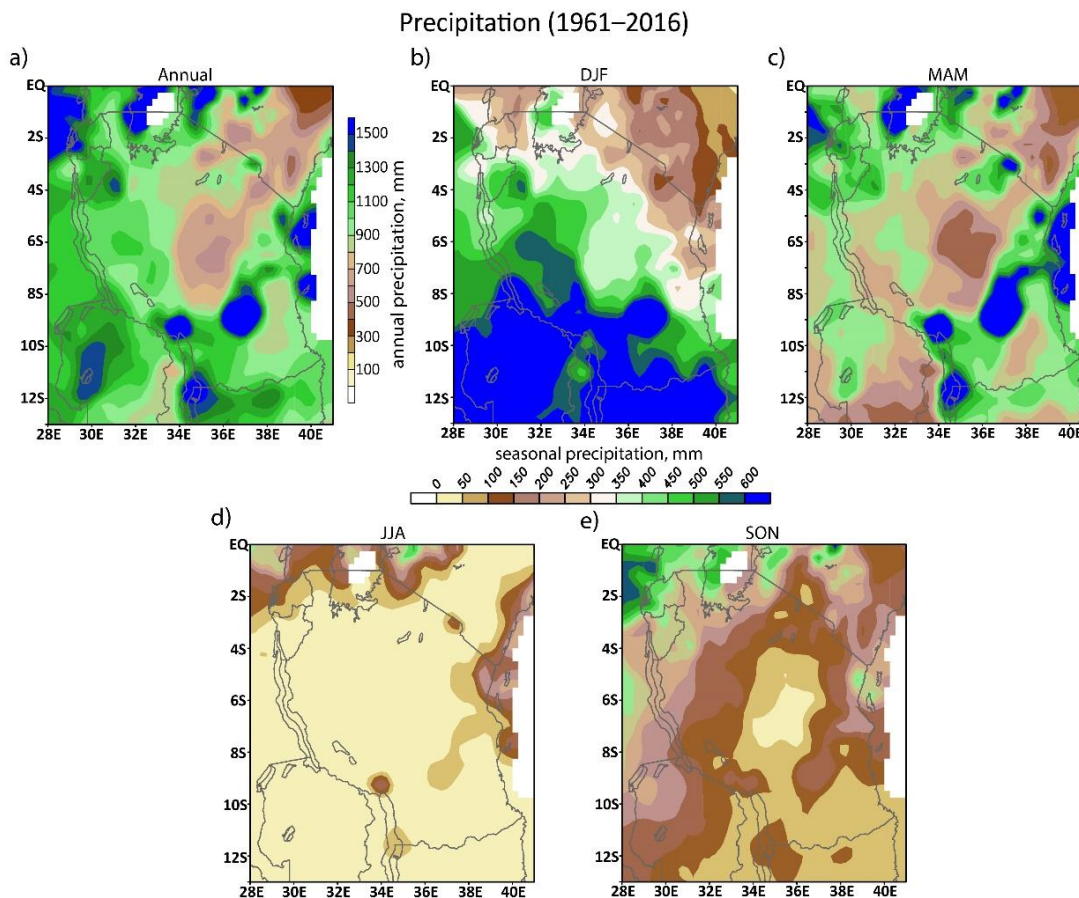 Precipitation (1961–2016)
a)
Annual
EQ
2S
4S
6S
8S
10S
12S
28E 30E 32E 34E 36E 38E 40E
1500
1300
1100
900
700
500
300
100
annual precipitation, mm
b)
DJF
EQ
2S
4S
6S
8S
10S
12S
28E 30E 32E 34E 36E 38E 40E
c)
MAM
EQ
2S
4S
6S
8S
10S
12S
28E 30E 32E 34E 36E 38E 40E
seasonal precipitation, mm
0 50 100 150 200 250 300 350 400 450 500 550 600
d)
JJA
EQ
2S
4S
6S
8S
10S
12S
28E 30E 32E 34E 36E 38E 40E
e)
SON
EQ
2S
4S
6S
8S
10S
12S
28E 30E 32E 34E 36E 38E 40E